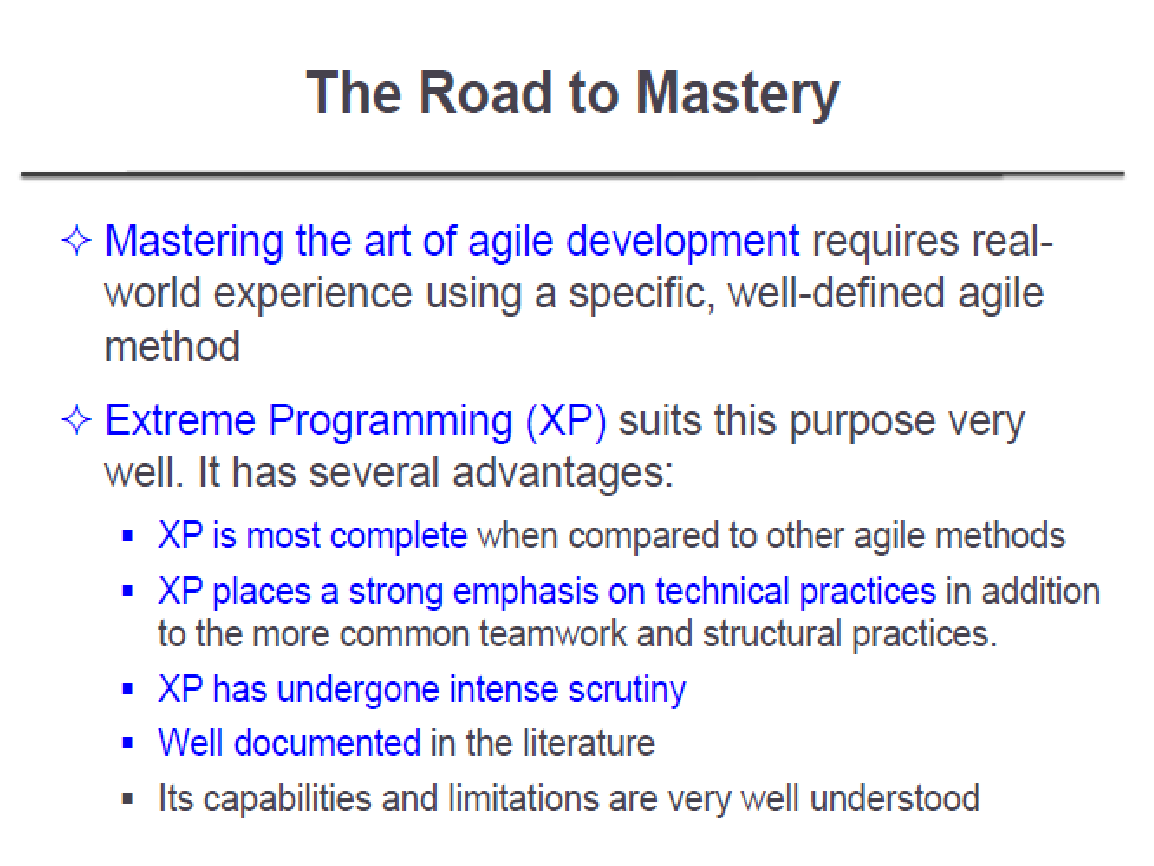 The Road to Mastery
Mastering the art of agile development requires real-
world experience using a specific, well-defined agile
method
Extreme Programming (XP) suits this purpose very
well. It has several advantages:
XP is most complete when compared to other agile methods
XP places a strong emphasis on technical practices in addition
to the more common teamwork and structural practices.
XP has undergone intense scrutiny
Well documented in the literature
Its capabilities and limitations are very well understood